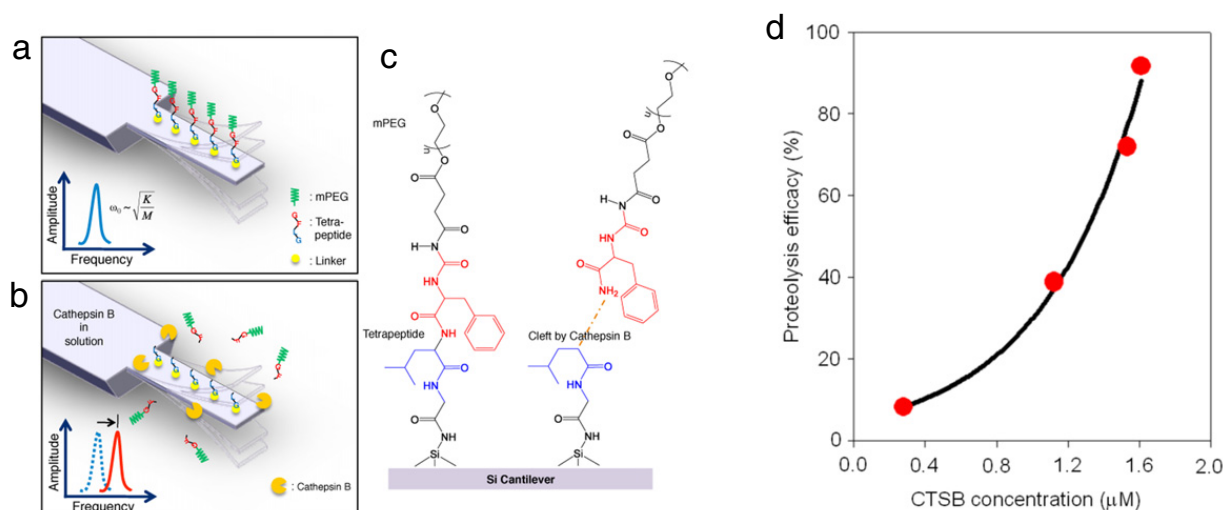 a
ω₀ ~ √K/M
Amplitude
Frequency
: mPEG
: Tetra-
peptide
: Linker
b
Cathepsin B
in
solution
Amplitude
Frequency
: Cathepsin B
c
mPEG
O
O
n
O
O
O
H
N
O
HN
O
O
NH
Tetrapeptide
O
HN
O
NH
Si
O
O
n
O
O
O
H
N
O
HN
O
NH₂
Cleft by Cathepsin B
O
NH
O
NH
Si
Si Cantilever
d
Proteolysis efficacy (%)
100
80
60
40
20
0
0.0 0.4 0.8 1.2 1.6 2.0
CTSB concentration (μM)